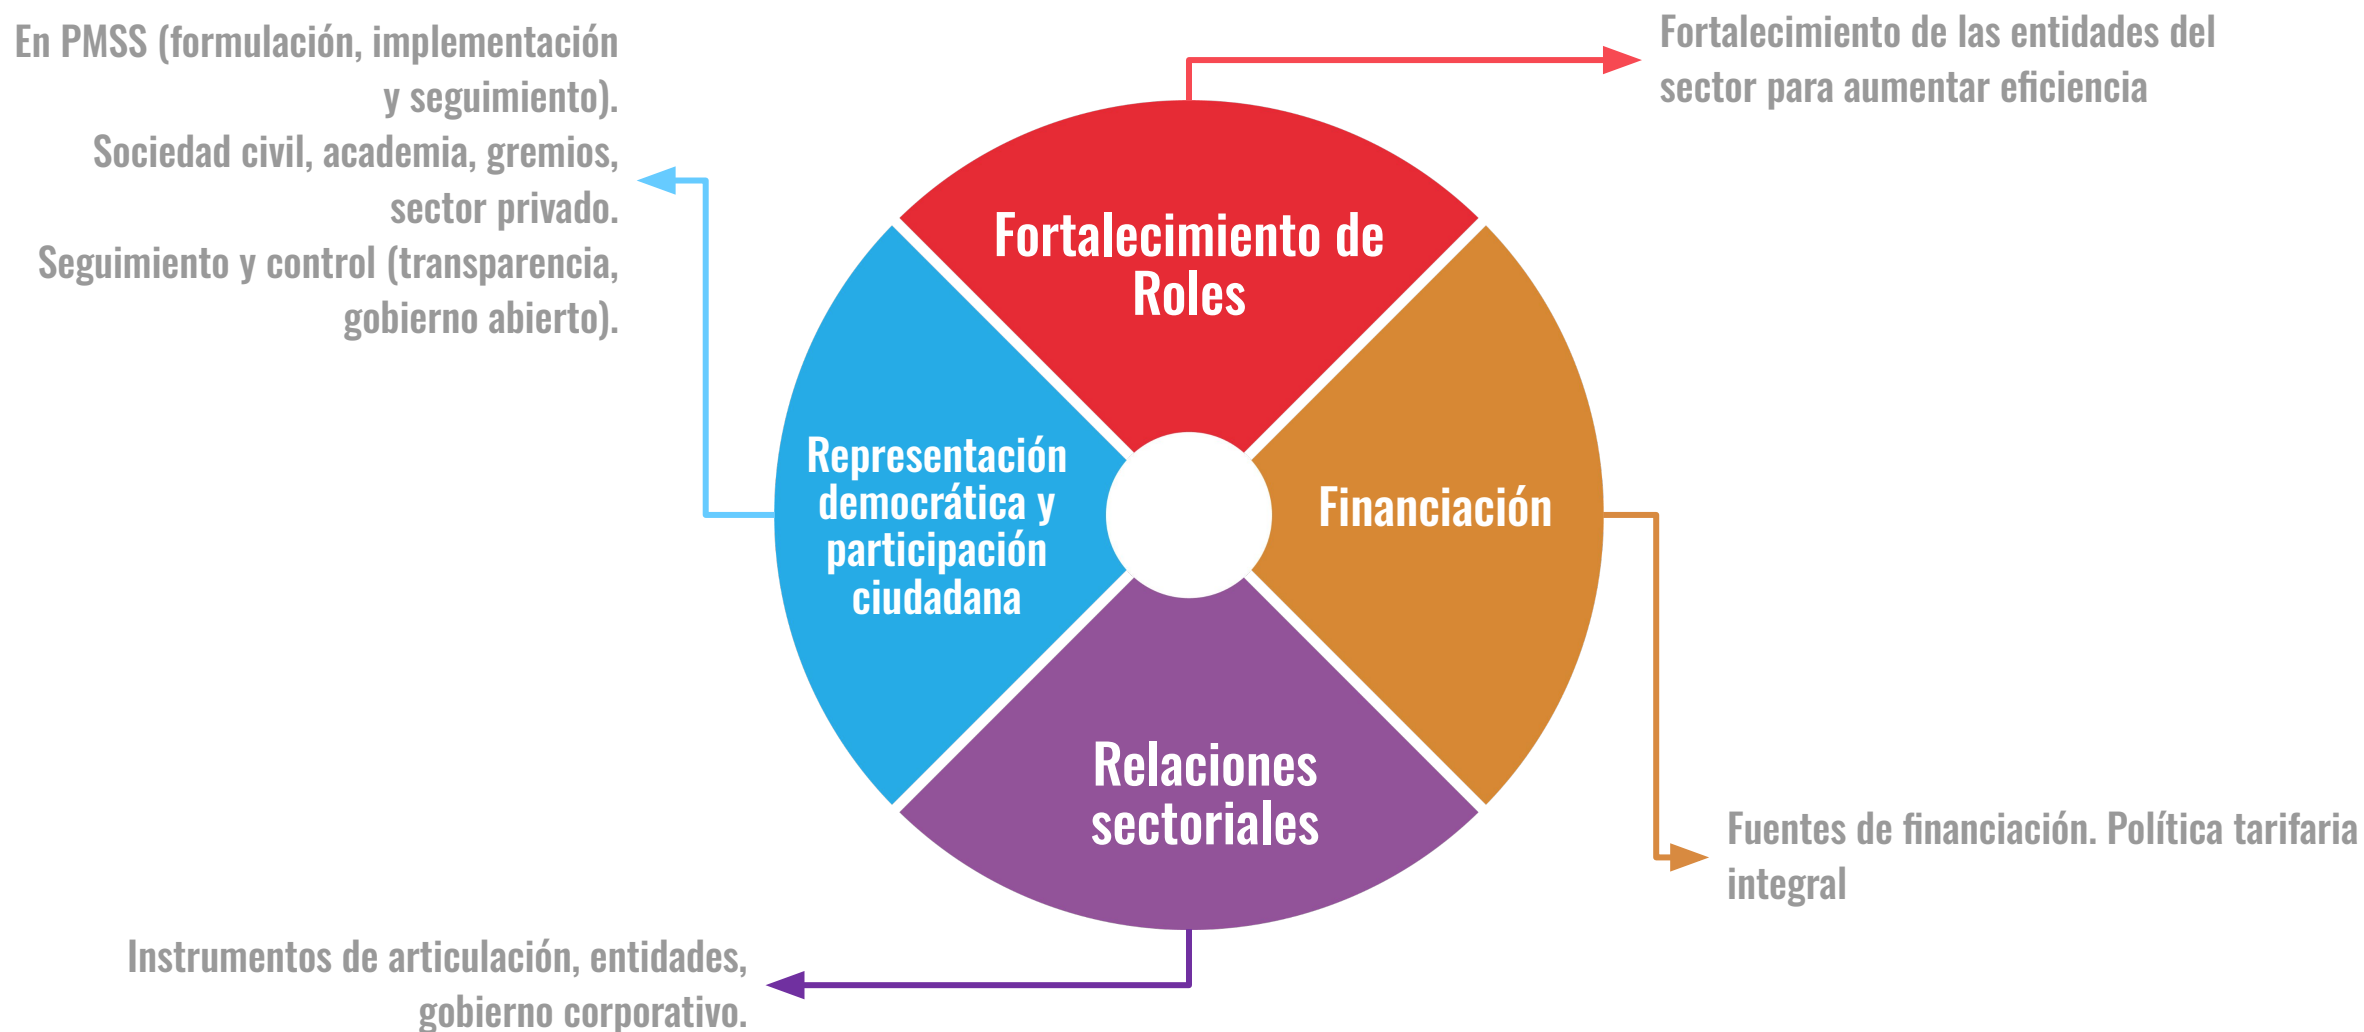 En PMSS (formulación, implementación
y seguimiento).
Sociedad civil, academia, gremios,
sector privado.
Seguimiento y control (transparencia,
gobierno abierto).
Fortalecimiento de las entidades del
sector para aumentar eficiencia
Fortalecimiento de
Roles
Representación
democrática y
participación
ciudadana
Financiación
Relaciones
sectoriales
Fuentes de financiación. Política tarifaria
integral
Instrumentos de articulación, entidades,
gobierno corporativo.